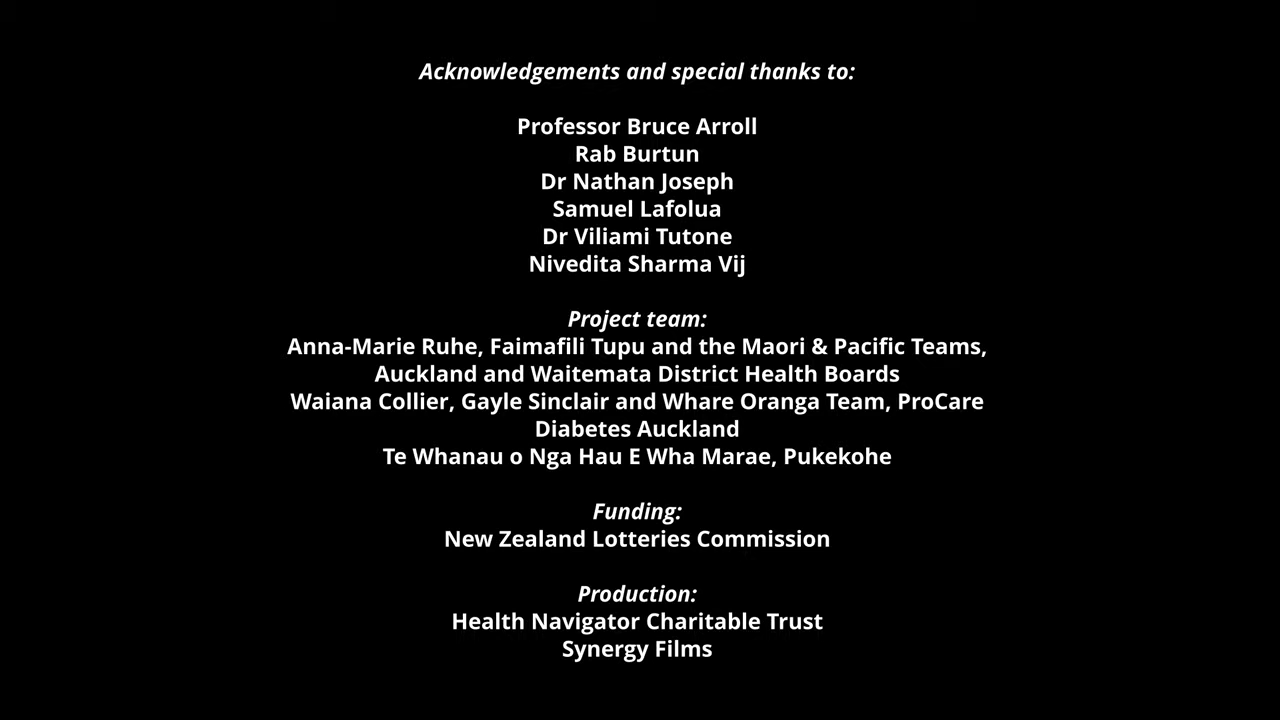 Acknowledgements and special thanks to:
Professor Bruce Arroll
Rab Burtun
Dr Nathan Joseph
Samuel Lafolua
Dr Viliami Tutone
Nivedita Sharma Vij
Project team:
Anna-Marie Ruhe, Faimafili Tupu and the Maori & Pacific Teams,
Auckland and Waitemata District Health Boards
Waiana Collier, Gayle Sinclair and Whare Oranga Team, ProCare
Diabetes Auckland
Te Whanau o Nga Hau E Wha Marae, Pukekohe
Funding:
New Zealand Lotteries Commission
Production:
Health Navigator Charitable Trust
Synergy Films